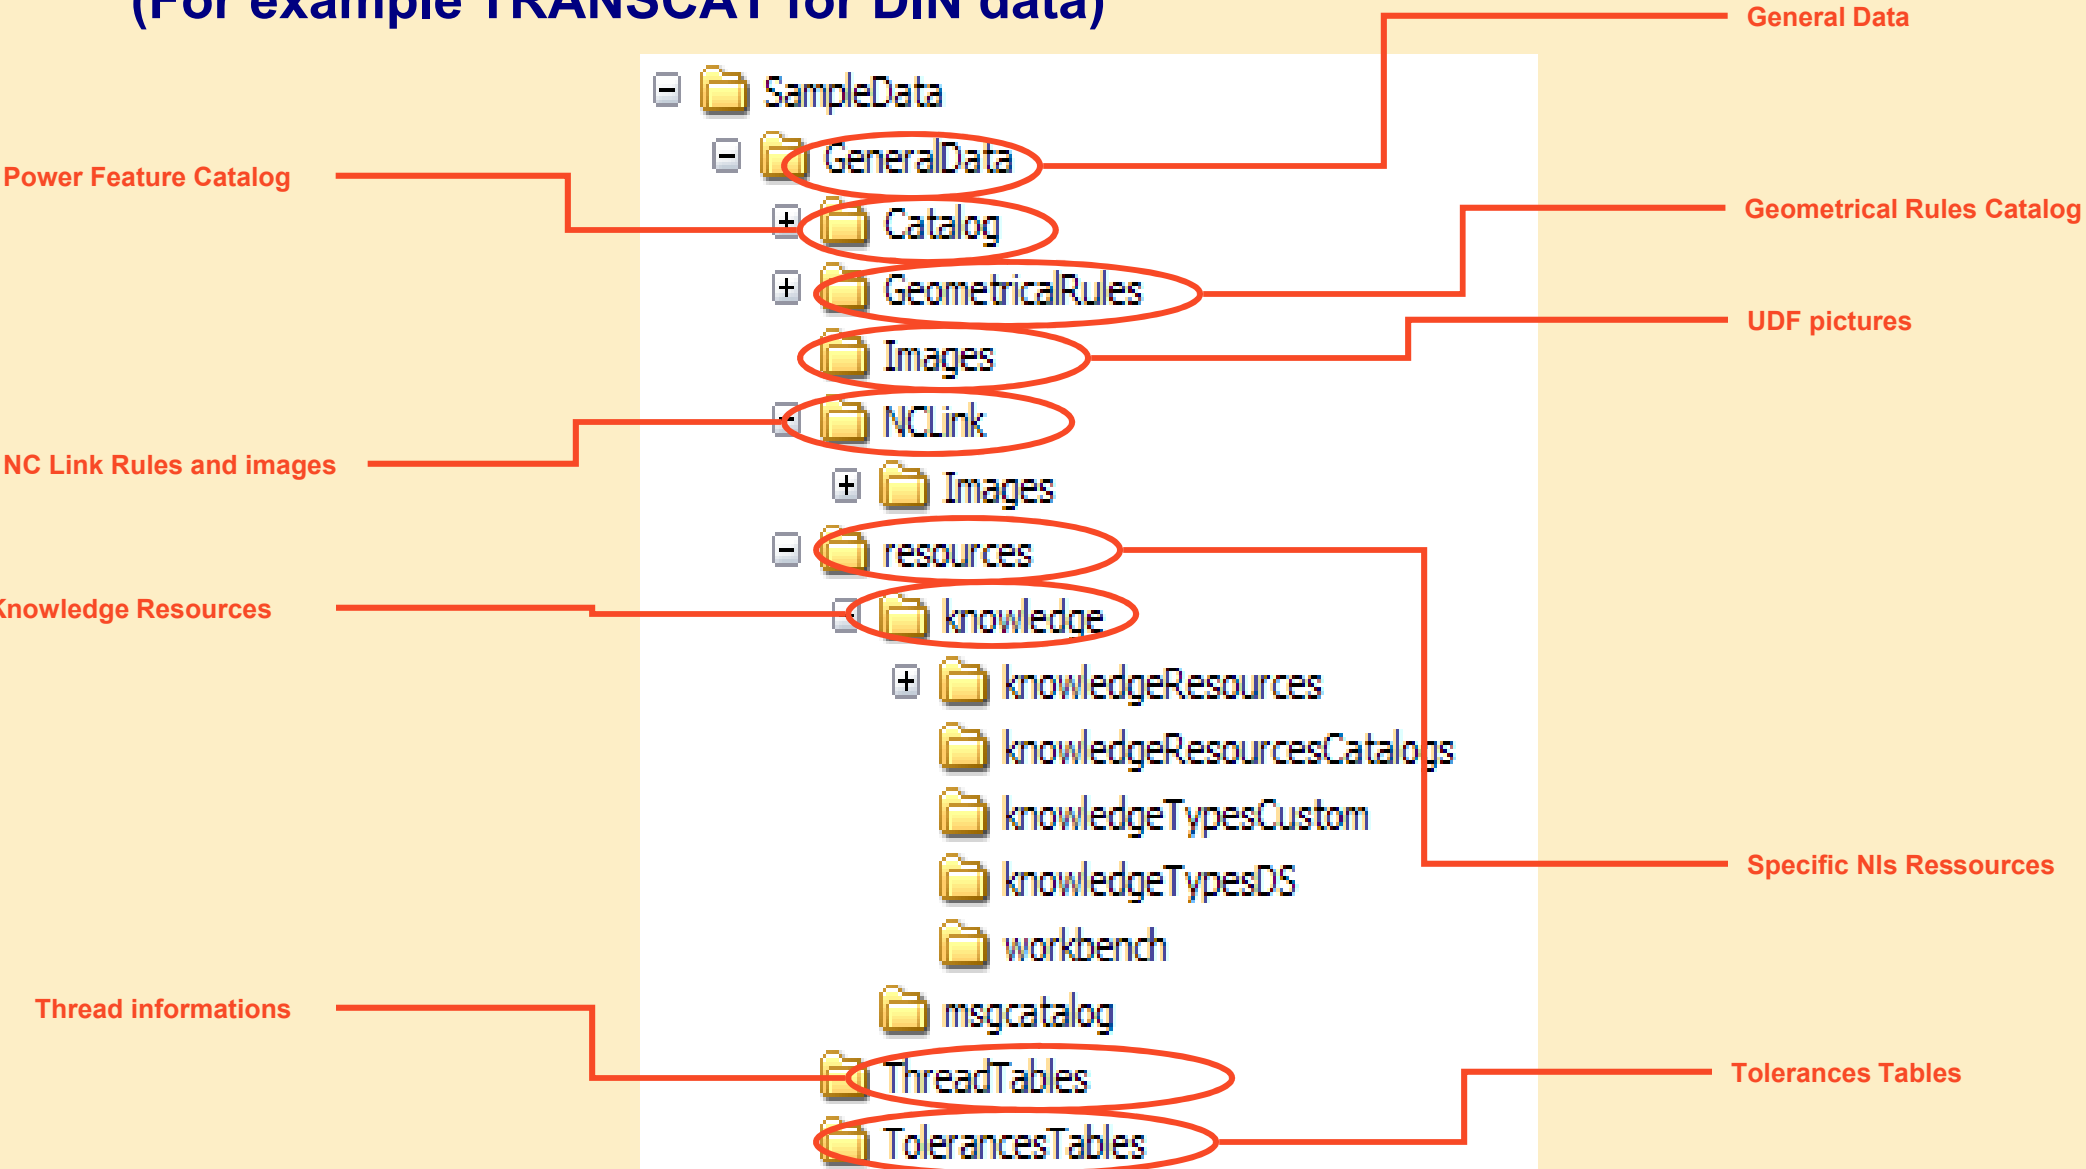 (For example TRANSCAT for DIN data)
General Data
SampleData
GeneralData
Power Feature Catalog
Catalog
Geometrical Rules Catalog
GeometricalRules
UDF pictures
Images
NCLink
NC Link Rules and images
Images
resources
Knowledge Resources
knowledge
knowledgeResources
knowledgeResourcesCatalogs
knowledgeTypesCustom
knowledgeTypesDS
Specific Nls Ressources
workbench
Thread informations
msgcatalog
ThreadTables
Tolerances Tables
TolerancesTables